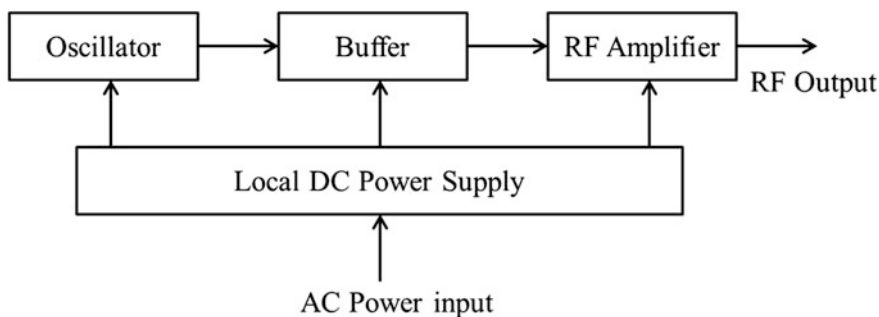 Oscillator
Buffer
RF Amplifier
RF Output
Local DC Power Supply
AC Power input